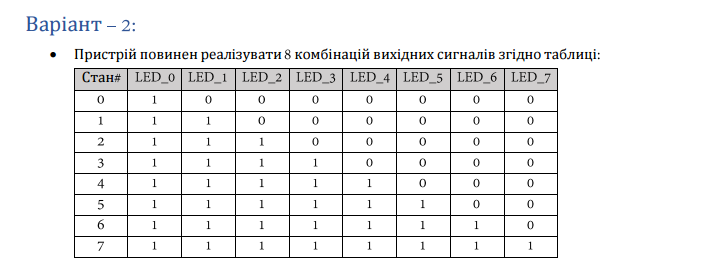 Варіант – 2:
• Пристрій повинен реалізувати 8 комбінацій вихідних сигналів згідно таблиці:
Стан# LED_0 LED_1 LED_2 LED_3 LED_4 LED_5 LED_6 LED_7
0 1 0 0 0 0 0 0 0
1 1 1 0 0 0 0 0 0
2 1 1 1 0 0 0 0 0
3 1 1 1 1 0 0 0 0
4 1 1 1 1 1 0 0 0
5 1 1 1 1 1 1 0 0
6 1 1 1 1 1 1 1 0
7 1 1 1 1 1 1 1 1